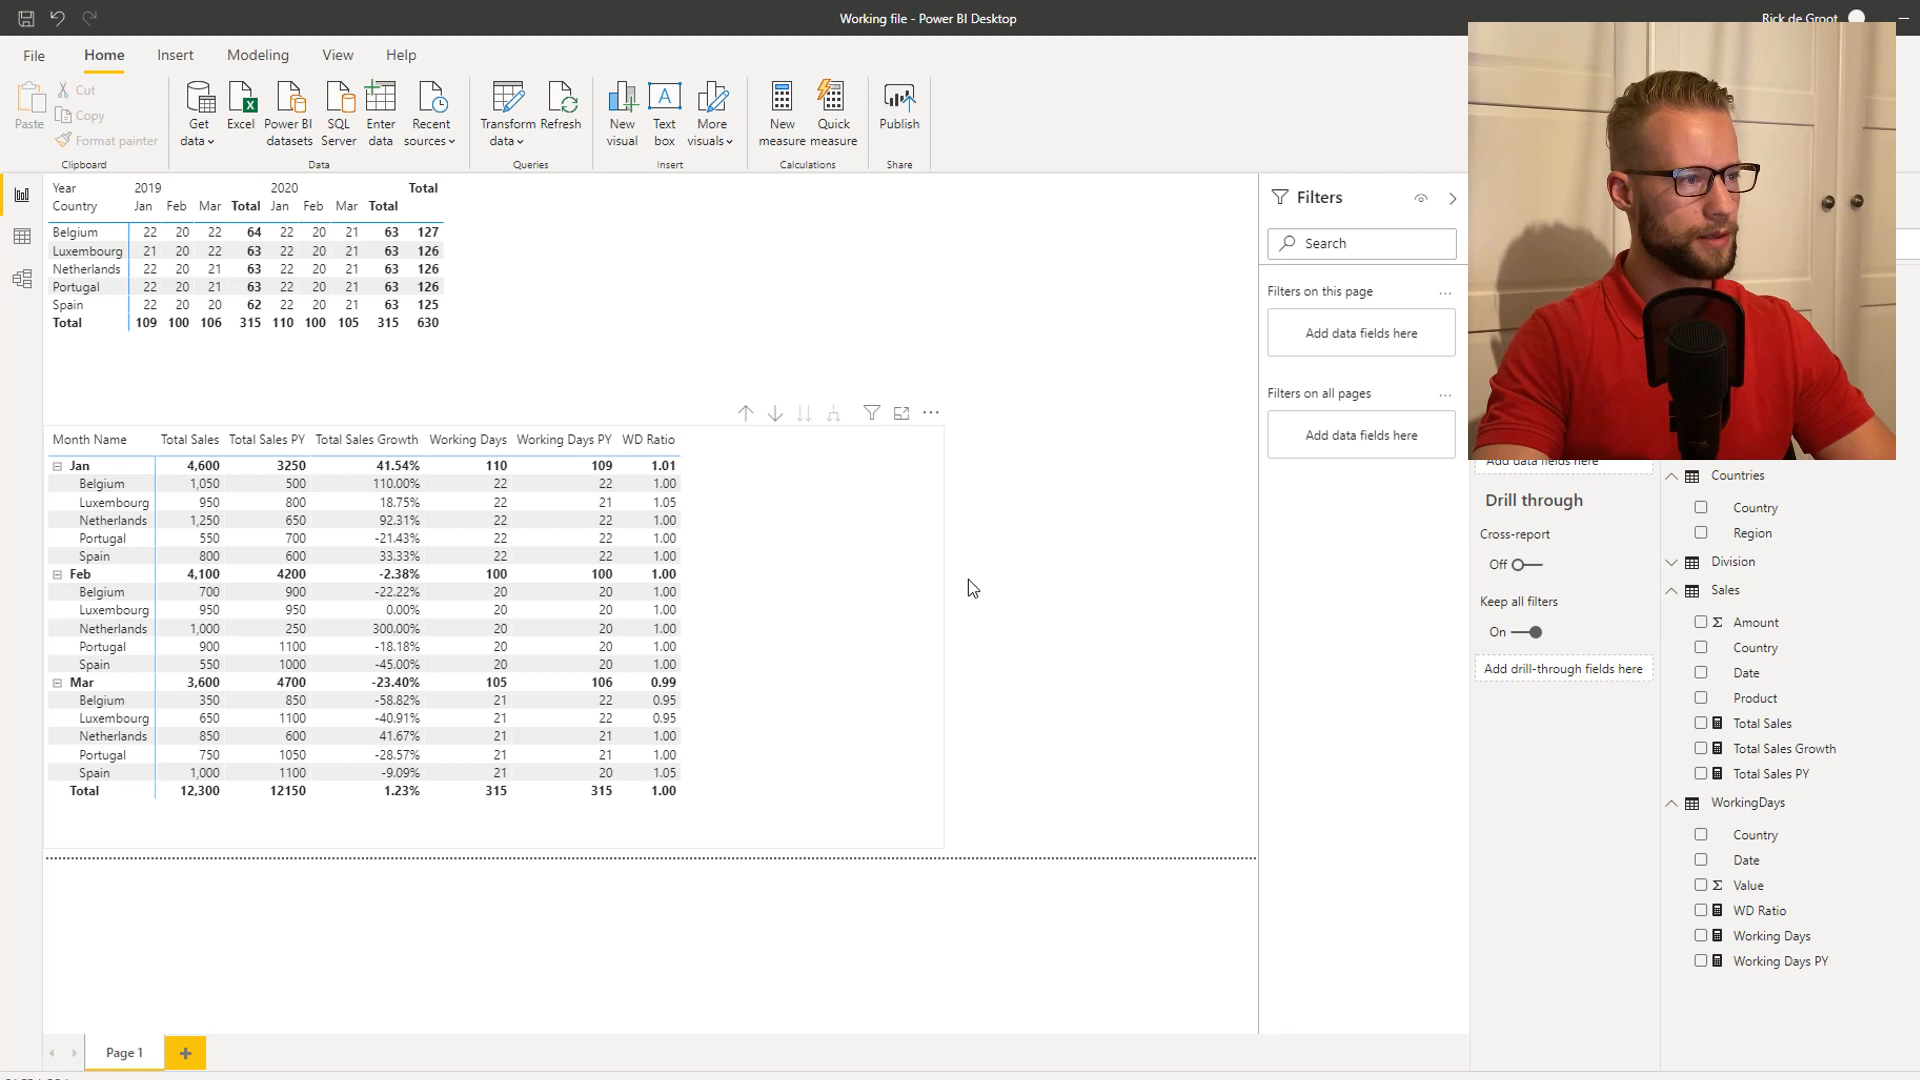 Working file - Power BI Desktop
Rick de Groot
File Home Insert Modeling View Help
Paste
Cut
Copy
Format painter
Clipboard
Get data
Excel
Power BI datasets
SQL Server
Enter data
Recent sources
Data
Transform data
Refresh
Queries
New visual
Text box
More visuals
Insert
New measure
Quick measure
Calculations
Publish
Share
Year 2019 2020 Total
Country Jan Feb Mar Total Jan Feb Mar Total
Belgium 22 20 22 64 22 20 21 63 127
Luxembourg 21 20 22 63 22 20 21 63 126
Netherlands 22 20 21 63 22 20 21 63 126
Portugal 22 20 21 63 22 20 21 63 126
Spain 22 20 20 62 22 20 21 63 125
Total 109 100 106 315 110 100 105 315 630
Month Name Total Sales Total Sales PY Total Sales Growth Working Days Working Days PY WD Ratio
Jan 4,600 3250 41.54% 110 109 1.01
Belgium 1,050 500 110.00% 22 22 1.00
Luxembourg 950 800 18.75% 22 21 1.05
Netherlands 1,250 650 92.31% 22 22 1.00
Portugal 550 700 -21.43% 22 22 1.00
Spain 800 600 33.33% 22 22 1.00
Feb 4,100 4200 -2.38% 100 100 1.00
Belgium 700 900 -22.22% 20 20 1.00
Luxembourg 950 950 0.00% 20 20 1.00
Netherlands 1,000 250 300.00% 20 20 1.00
Portugal 900 1100 -18.18% 20 20 1.00
Spain 550 1000 -45.00% 20 20 1.00
Mar 3,600 4700 -23.40% 105 106 0.99
Belgium 350 850 -58.82% 21 22 0.95
Luxembourg 650 1100 -40.91% 21 22 0.95
Netherlands 850 600 41.67% 21 21 1.00
Portugal 750 1050 -28.57% 21 21 1.00
Spain 1,000 1100 -9.09% 21 20 1.05
Total 12,300 12150 1.23% 315 315 1.00
Page 1
Filters
Search
Filters on this page
Add data fields here
Filters on all pages
Add data fields here
Add data fields here
Drill through
Cross-report
Off
Keep all filters
On
Add drill-through fields here
Countries
Country
Region
Division
Sales
Amount
Country
Date
Product
Total Sales
Total Sales Growth
Total Sales PY
WorkingDays
Country
Date
Value
WD Ratio
Working Days
Working Days PY